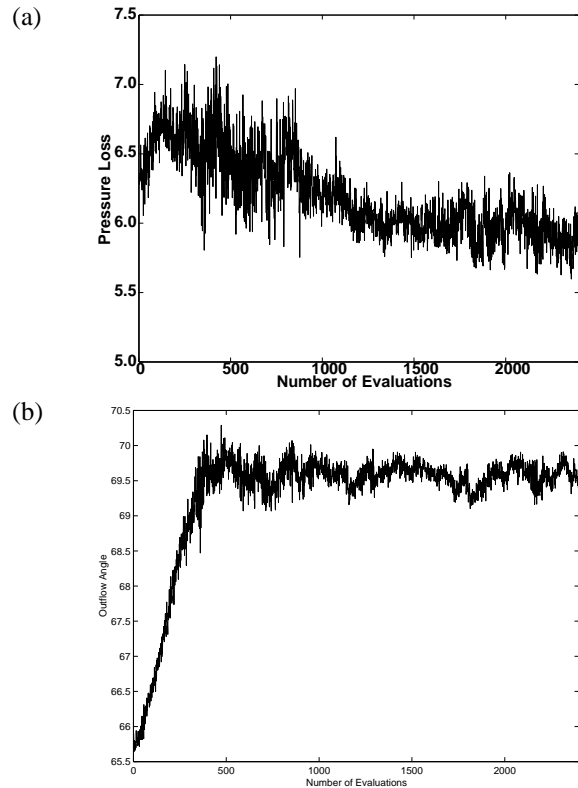 (a)
7.5
7.0
6.5
6.0
5.5
5.0
Pressure Loss
0 500 1000 1500 2000
Number of Evaluations
(b)
70.5
70
69.5
69
68.5
68
67.5
67
66.5
66
65.5
Outflow Angle
0 500 1000 1500 2000
Number of Evaluations